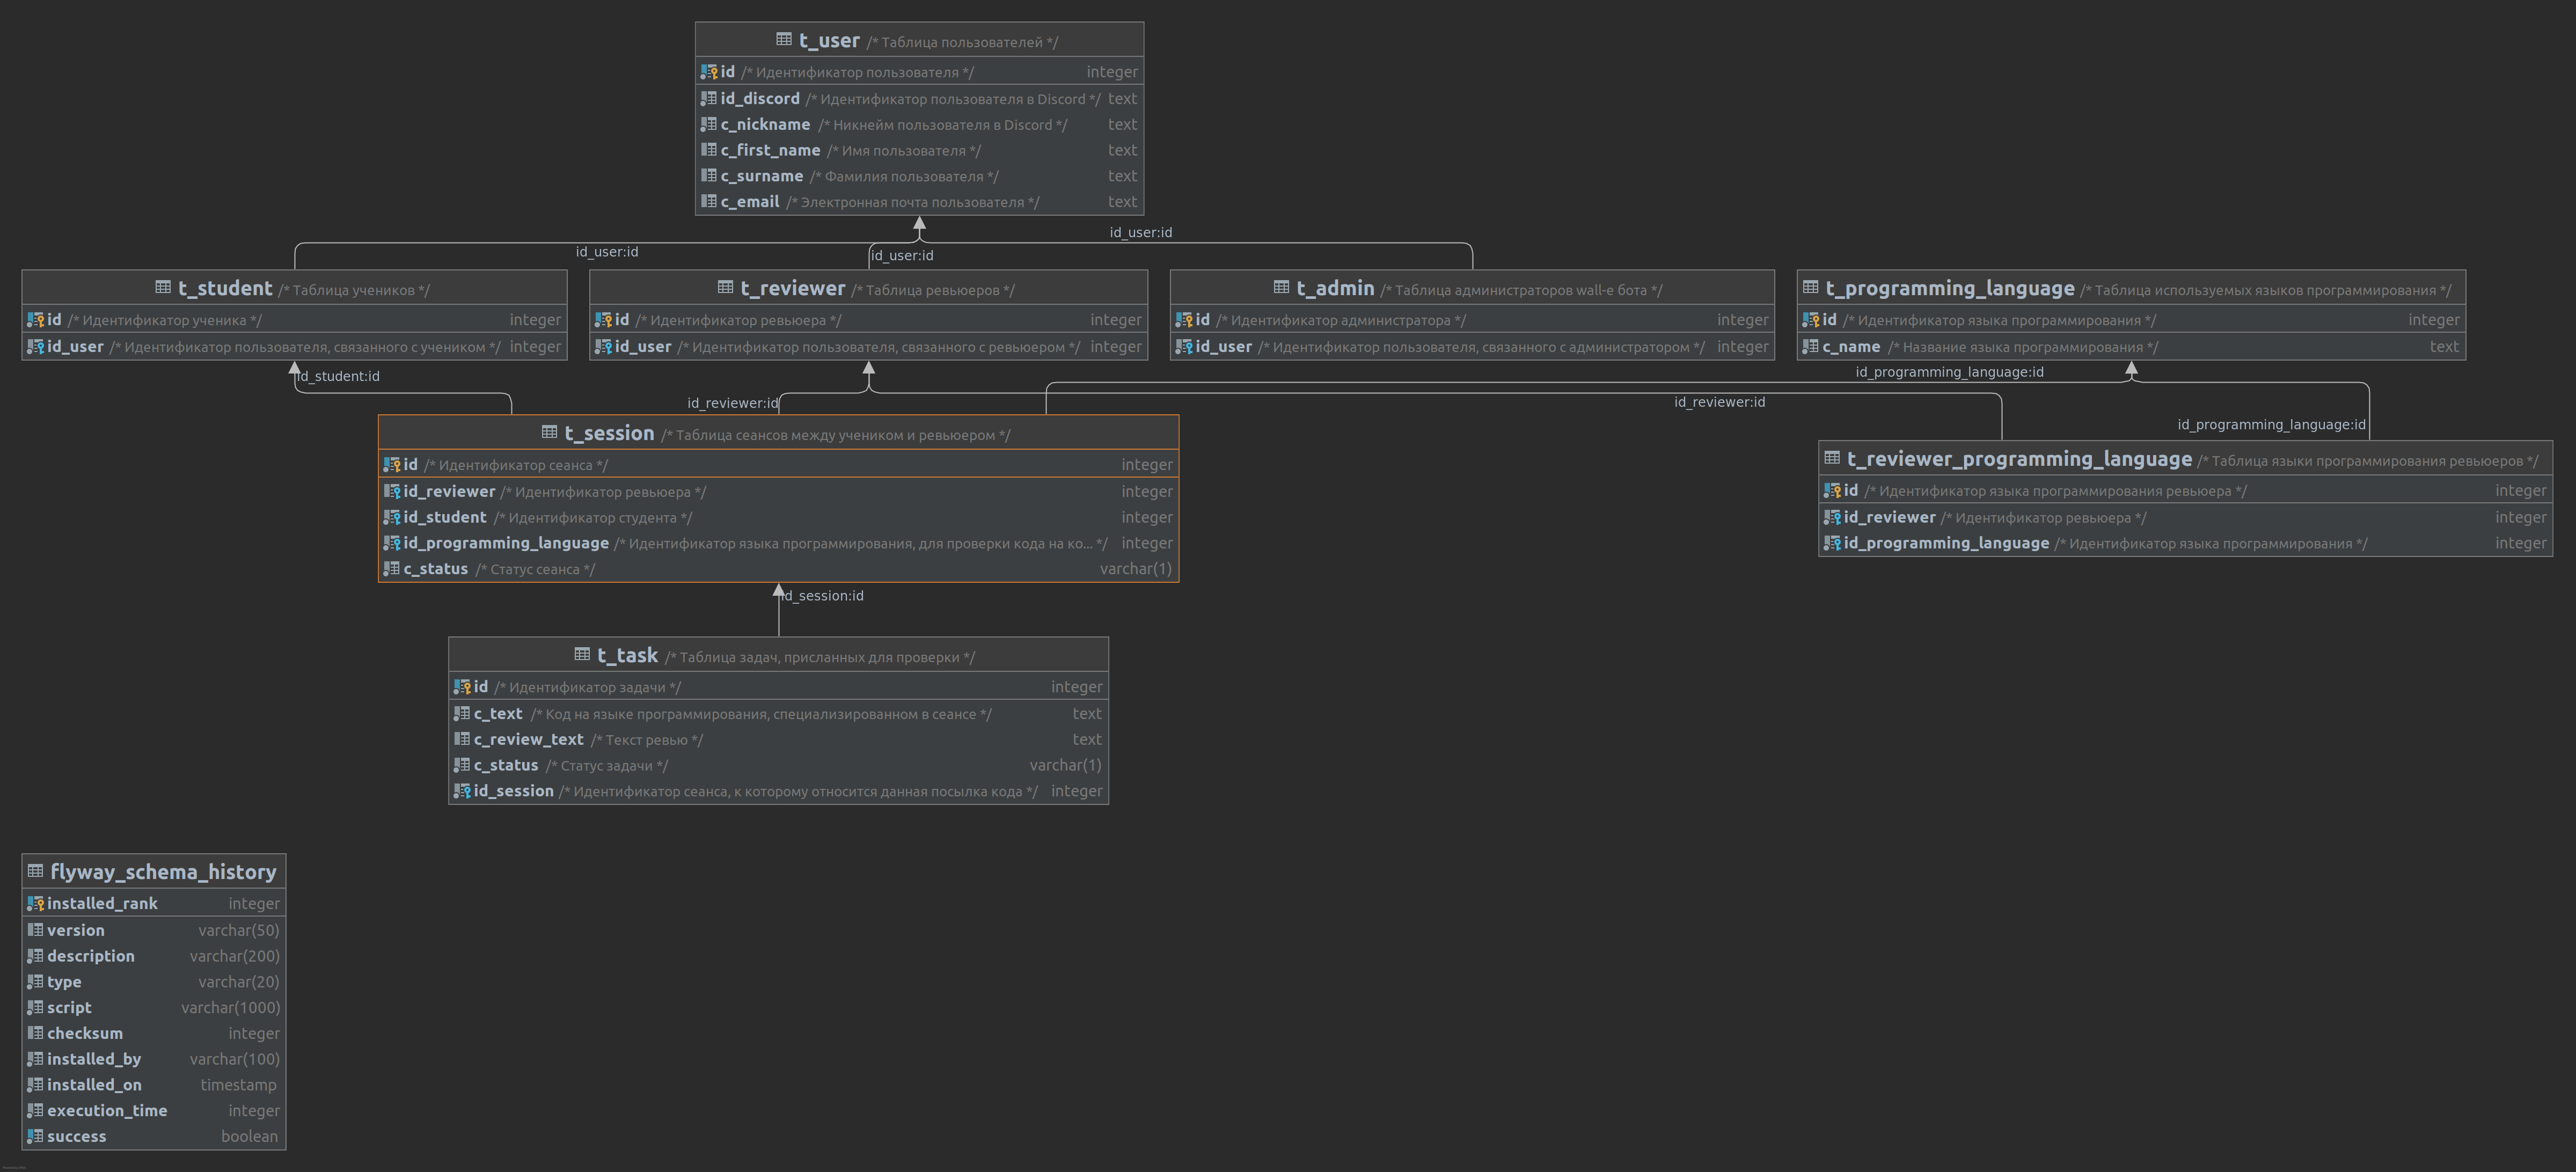 t_user /* Таблица пользователей */
id /* Идентификатор пользователя */ integer
id_discord /* Идентификатор пользователя в Discord */ text
c_nickname /* Никнейм пользователя в Discord */ text
c_first_name /* Имя пользователя */ text
c_surname /* Фамилия пользователя */ text
c_email /* Электронная почта пользователя */ text
id_user:id
id_user:id
id_user:id
t_student /* Таблица учеников */
id /* Идентификатор ученика */ integer
id_user /* Идентификатор пользователя, связанного с учеником */ integer
t_reviewer /* Таблица ревьюеров */
id /* Идентификатор ревьюера */ integer
id_user /* Идентификатор пользователя, связанного с ревьюером */ integer
t_admin /* Таблица администраторов wall-e бота */
id /* Идентификатор администратора */ integer
id_user /* Идентификатор пользователя, связанного с администратором */ integer
t_programming_language /* Таблица используемых языков программирования */
id /* Идентификатор языка программирования */ integer
c_name /* Название языка программирования */ text
id_student:id
id_reviewer:id
id_programming_language:id
id_reviewer:id
id_programming_language:id
t_session /* Таблица сеансов между учеником и ревьюером */
id /* Идентификатор сеанса */ integer
id_reviewer /* Идентификатор ревьюера */ integer
id_student /* Идентификатор студента */ integer
id_programming_language /* Идентификатор языка программирования, для проверки кода на ко... */ integer
c_status /* Статус сеанса */ varchar(1)
t_reviewer_programming_language /* Таблица языки программирования ревьюеров */
id /* Идентификатор языка программирования ревьюера */ integer
id_reviewer /* Идентификатор ревьюера */ integer
id_programming_language /* Идентификатор языка программирования */ integer
id_session:id
t_task /* Таблица задач, присланных для проверки */
id /* Идентификатор задачи */ integer
c_text /* Код на языке программирования, специализированном в сеансе */ text
c_review_text /* Текст ревью */ text
c_status /* Статус задачи */ varchar(1)
id_session /* Идентификатор сеанса, к которому относится данная посылка кода */ integer
flyway_schema_history
installed_rank integer
version varchar(50)
description varchar(200)
type varchar(20)
script varchar(1000)
checksum integer
installed_by varchar(100)
installed_on timestamp
execution_time integer
success boolean